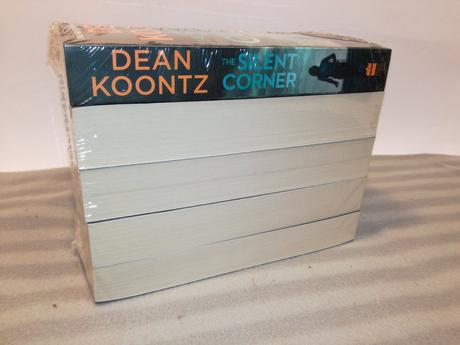 DEAN
KOONTZ
THE SILENT
CORNER